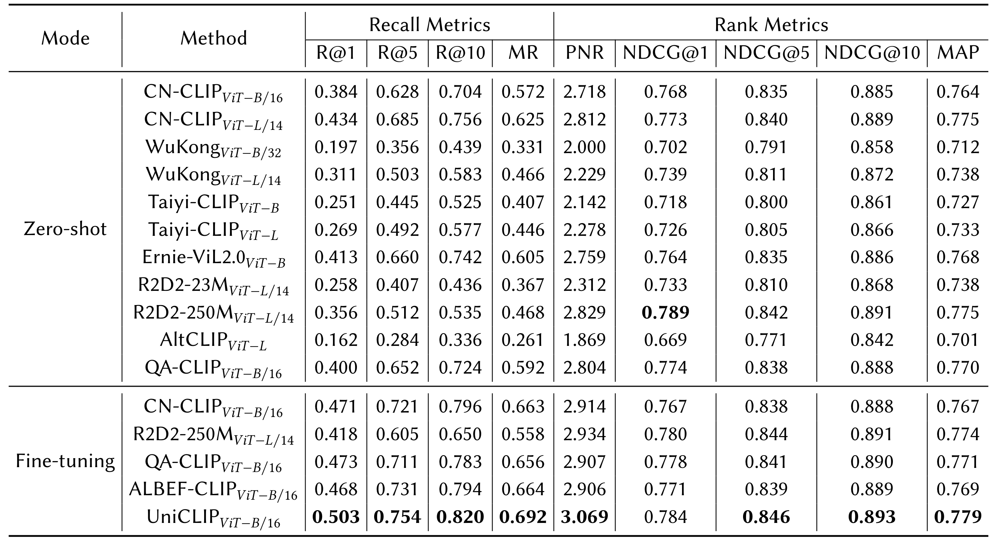 Mode Method Recall Metrics Rank Metrics
R@1 R@5 R@10 MR PNR NDCG@1 NDCG@5 NDCG@10 MAP
Zero-shot
CN-CLIP ViT−B/16 0.384 0.628 0.704 0.572 2.718 0.768 0.835 0.885 0.764
CN-CLIP ViT−L/14 0.434 0.685 0.756 0.625 2.812 0.773 0.840 0.889 0.775
WuKong ViT−B/32 0.197 0.356 0.439 0.331 2.000 0.702 0.791 0.858 0.712
WuKong ViT−L/14 0.311 0.503 0.583 0.466 2.229 0.739 0.811 0.872 0.738
Taiyi-CLIP ViT−B 0.251 0.445 0.525 0.407 2.142 0.718 0.800 0.861 0.727
Taiyi-CLIP ViT−L 0.269 0.492 0.577 0.446 2.278 0.726 0.805 0.866 0.733
Ernie-ViL2.0 ViT−B 0.413 0.660 0.742 0.605 2.759 0.764 0.835 0.886 0.768
R2D2-23M ViT−L/14 0.258 0.407 0.436 0.367 2.312 0.733 0.810 0.868 0.738
R2D2-250M ViT−L/14 0.356 0.512 0.535 0.468 2.829 0.789 0.842 0.891 0.775
AltCLIP ViT−L 0.162 0.284 0.336 0.261 1.869 0.669 0.771 0.842 0.701
QA-CLIP ViT−B/16 0.400 0.652 0.724 0.592 2.804 0.774 0.838 0.888 0.770
Fine-tuning
CN-CLIP ViT−B/16 0.471 0.721 0.796 0.663 2.914 0.767 0.838 0.888 0.767
R2D2-250M ViT−L/14 0.418 0.605 0.650 0.558 2.934 0.780 0.844 0.891 0.774
QA-CLIP ViT−B/16 0.473 0.711 0.783 0.656 2.907 0.778 0.841 0.890 0.771
ALBEF-CLIP ViT−B/16 0.468 0.731 0.794 0.664 2.906 0.771 0.839 0.889 0.769
UniCLIP ViT−B/16 0.503 0.754 0.820 0.692 3.069 0.784 0.846 0.893 0.779